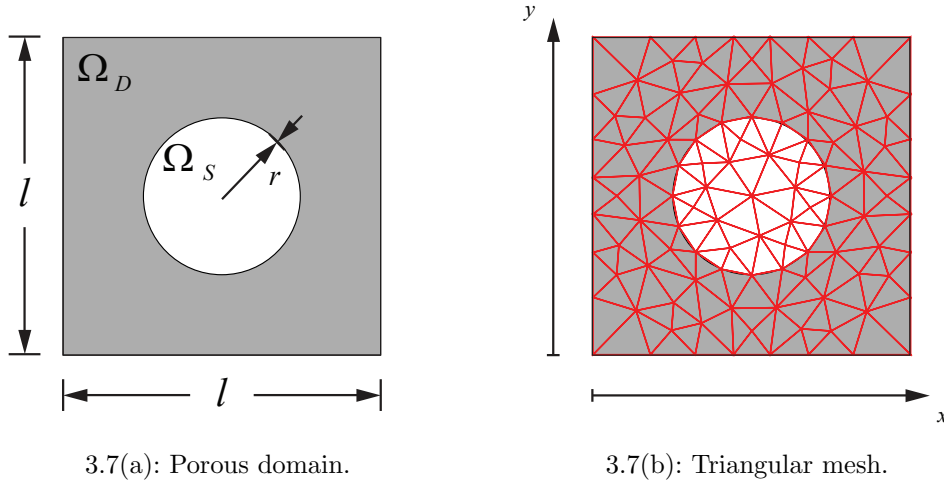 Ω_D
Ω_S
r
l
l
3.7(a): Porous domain.
y
x
3.7(b): Triangular mesh.